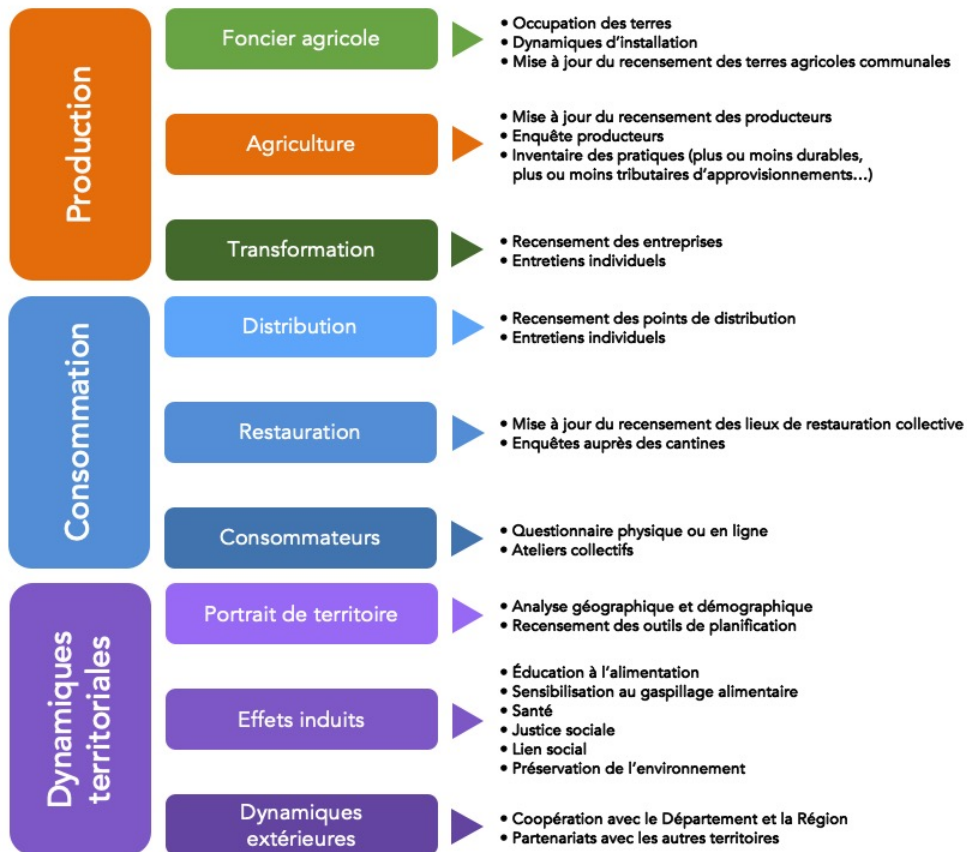 Production
Foncier agricole
• Occupation des terres
• Dynamiques d'installation
• Mise à jour du recensement des terres agricoles communales
Agriculture
• Mise à jour du recensement des producteurs
• Enquête producteurs
• Inventaire des pratiques (plus ou moins durables,
plus ou moins tributaires d'approvisionnements...)
Transformation
• Recensement des entreprises
• Entretiens individuels
Consommation
Distribution
• Recensement des points de distribution
• Entretiens individuels
Restauration
• Mise à jour du recensement des lieux de restauration collective
• Enquêtes auprès des cantines
Consommateurs
• Questionnaire physique ou en ligne
• Ateliers collectifs
Dynamiques
territoriales
Portrait de territoire
• Analyse géographique et démographique
• Recensement des outils de planification
Effets induits
• Éducation à l'alimentation
• Sensibilisation au gaspillage alimentaire
• Santé
• Justice sociale
• Lien social
• Préservation de l'environnement
Dynamiques
extérieures
• Coopération avec le Département et la Région
• Partenariats avec les autres territoires